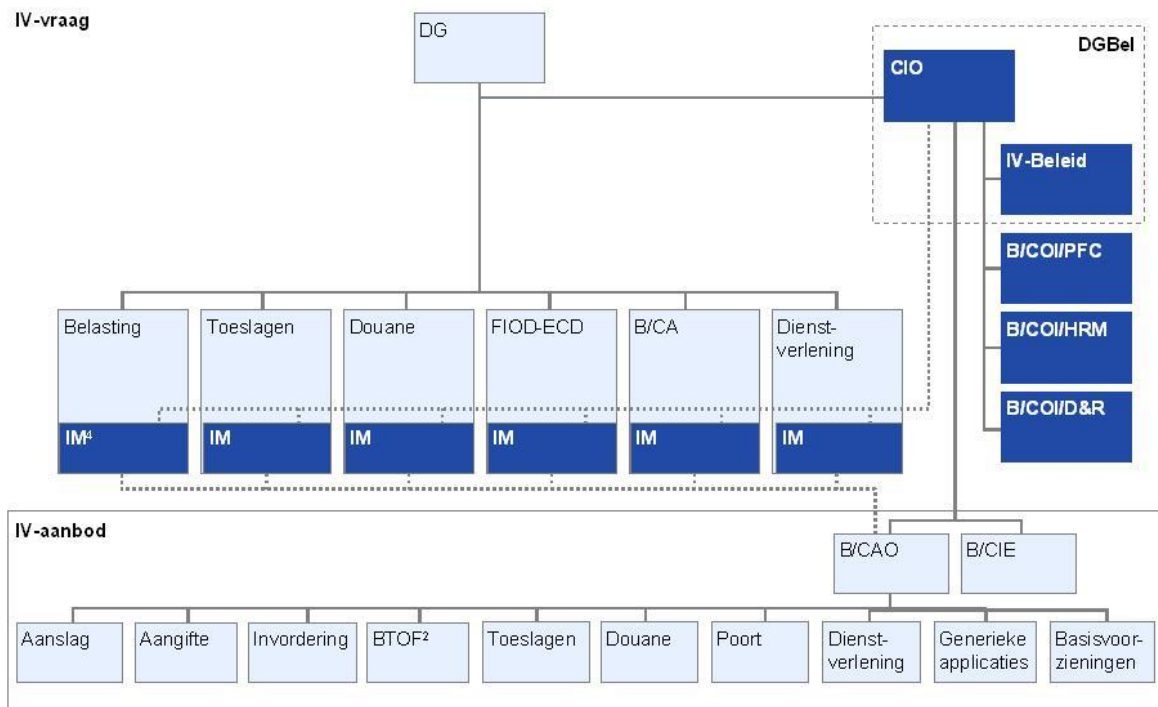 IV-vraag
DG
DGBel
CIO
IV-Beleid
B/COI/PFC
B/COI/HRM
B/COI/D&R
Belasting
Toeslagen
Douane
FIOD-ECD
B/CA
Dienst-
verlening
IM⁴
IM
IM
IM
IM
IM
IV-aanbod
B/CAO
B/CIE
Aanslag
Aangifte
Invordering
BTOF²
Toeslagen
Douane
Poort
Dienst-
verlening
Generieke
applicaties
Basisvoor-
zieningen